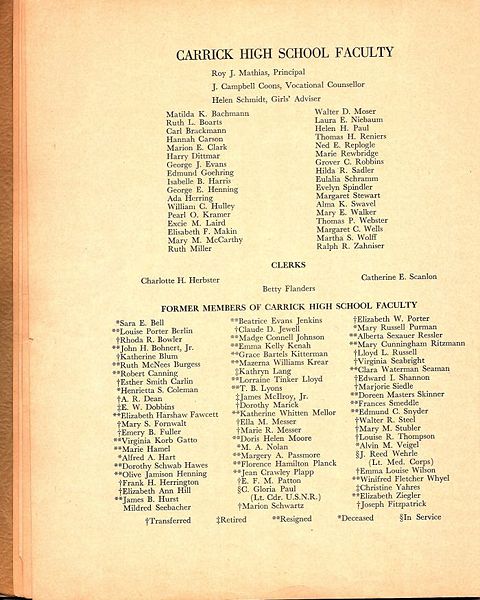 CARRICK HIGH SCHOOL FACULTY
Roy J. Mathias, Principal
J. Campbell Coons, Vocational Counsellor
Helen Schmidt, Girls' Adviser
Matilda K. Bachmann
Ruth L. Boarts
Carl Brackmann
Hannah Carson
Marion E. Clark
Harry Dittmar
George J. Evans
Edmund Goehring
Isabelle B. Harris
George E. Henning
Ada Herring
William C. Hulley
Pearl O. Kramer
Excie M. Laird
Elisabeth F. Makin
Mary M. McCarthy
Ruth Miller
Walter D. Moser
Laura E. Niebaum
Helen H. Paul
Thomas H. Reniers
Ned E. Replogle
Marie Rewbridge
Grover C. Robbins
Hilda R. Sadler
Eulalia Schramm
Evelyn Spindler
Margaret Stewart
Alma K. Swavel
Mary E. Walker
Thomas P. Webster
Margaret C. Wells
Martha S. Wolff
Ralph R. Zahniser
CLERKS
Charlotte H. Herbster
Catherine E. Scanlon
Betty Flanders
FORMER MEMBERS OF CARRICK HIGH SCHOOL FACULTY
*Sara E. Bell
**Louise Porter Berlin
†Rhoda R. Bowler
**John H. Bohnert, Jr.
†Katherine Blum
**Ruth McNees Burgess
**Robert Canning
†Esther Smith Carlin
*Henrietta S. Coleman
‡A. R. Dean
‡E. W. Dobbins
**Elizabeth Harshaw Fawcett
†Mary S. Fornwalt
†Emery B. Fuller
**Virginia Korb Gatto
**Marie Hamel
*Alfred A. Hart
**Dorothy Schwab Hawes
**Olive Jamison Henning
†Frank H. Herrington
†Elizabeth Ann Hill
**James B. Hurst
Mildred Seebacher
**Beatrice Evans Jenkins
†Claude D. Jewell
**Madge Connell Johnson
**Emma Kelly Kenah
**Grace Bartels Kitterman
**Mazerna Williams Krear
‡Kathryn Lang
**Lorraine Tinker Lloyd
**T. B. Lyons
‡James McIlroy, Jr.
†Dorothy Marick
**Katherine Whitten Mellor
†Ella M. Messer
†Marie R. Messer
**Doris Helen Moore
*M. A. Nolan
**Margery A. Passmore
**Florence Hamilton Planck
**Jean Crawley Plapp
†E. F. M. Patton
§C. Gloria Paul
(Lt. Cdr. U.S.N.R.)
†Marion Schwartz
†Elizabeth W. Porter
*Mary Russell Purman
**Alberta Sexauer Ressler
**Mary Cunningham Ritzmann
†Lloyd L. Russell
†Virginia Seabright
**Clara Waterman Seaman
†Edward I. Shannon
†Marjorie Siedle
**Doreen Masters Skinner
**Frances Smeddle
**Edmund C. Snyder
†Walter R. Steel
†Mary M. Stubler
†Louise R. Thompson
*Alvin M. Veigel
§J. Reed Wehrle
(Lt. Med. Corps)
†Emma Louise Wilson
**Winifred Fletcher Whyel
‡Christine Vahres
**Elizabeth Ziegler
†Joseph Fitzpatrick
†Transferred ‡Retired **Resigned *Deceased §In Service